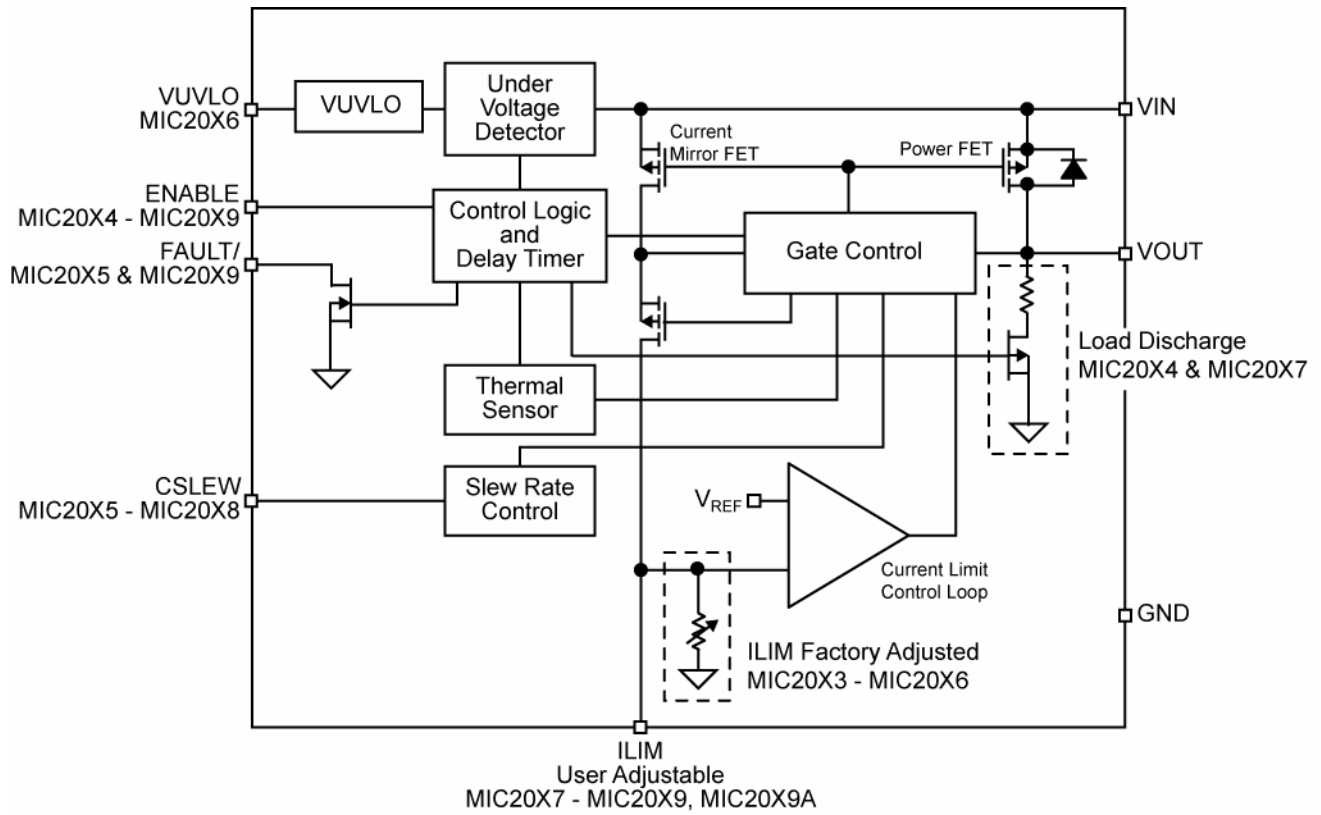 VUVLO
MIC20X6
VUVLO
Under
Voltage
Detector
VIN
Current
Mirror FET
Power FET
ENABLE
MIC20X4 - MIC20X9
FAULT/
MIC20X5 & MIC20X9
Control Logic
and
Delay Timer
Gate Control
VOUT
Load Discharge
MIC20X4 & MIC20X7
Thermal
Sensor
CSLEW
MIC20X5 - MIC20X8
Slew Rate
Control
VREF
Current Limit
Control Loop
GND
ILIM Factory Adjusted
MIC20X3 - MIC20X6
ILIM
User Adjustable
MIC20X7 - MIC20X9, MIC20X9A